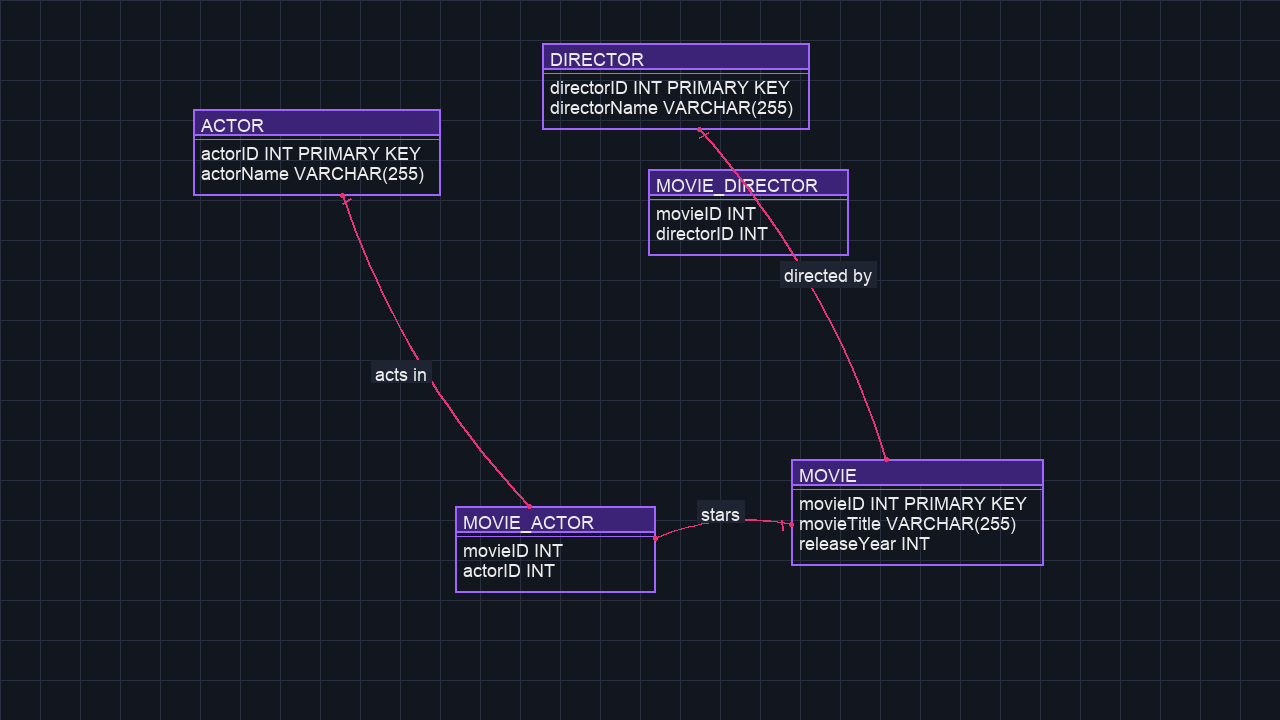 DIRECTOR
directorID INT PRIMARY KEY
directorName VARCHAR(255)
ACTOR
actorID INT PRIMARY KEY
actorName VARCHAR(255)
MOVIE_DIRECTOR
movieID INT
directorID INT
directed by
acts in
MOVIE
movieID INT PRIMARY KEY
movieTitle VARCHAR(255)
releaseYear INT
stars
MOVIE_ACTOR
movieID INT
actorID INT